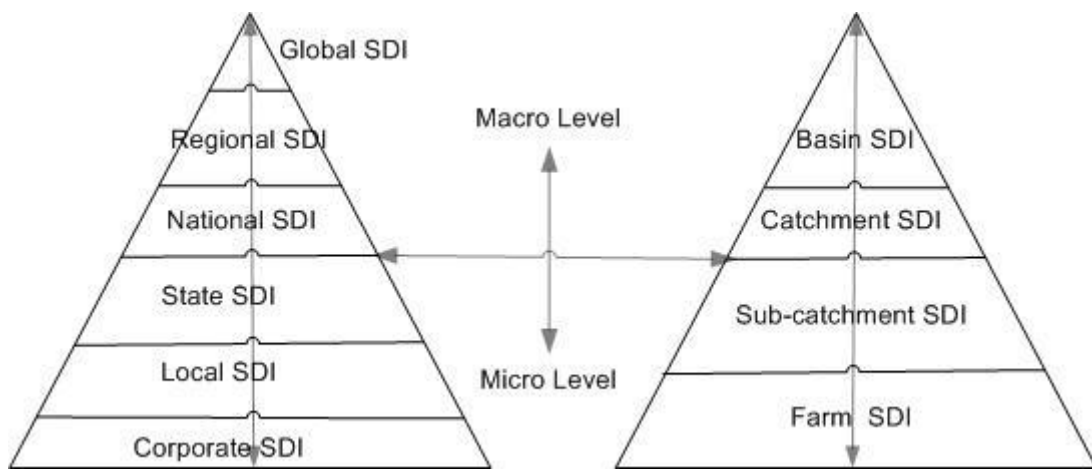 Global SDI
Regional SDI
National SDI
State SDI
Local SDI
Corporate SDI
Macro Level
Micro Level
Basin SDI
Catchment SDI
Sub-catchment SDI
Farm SDI